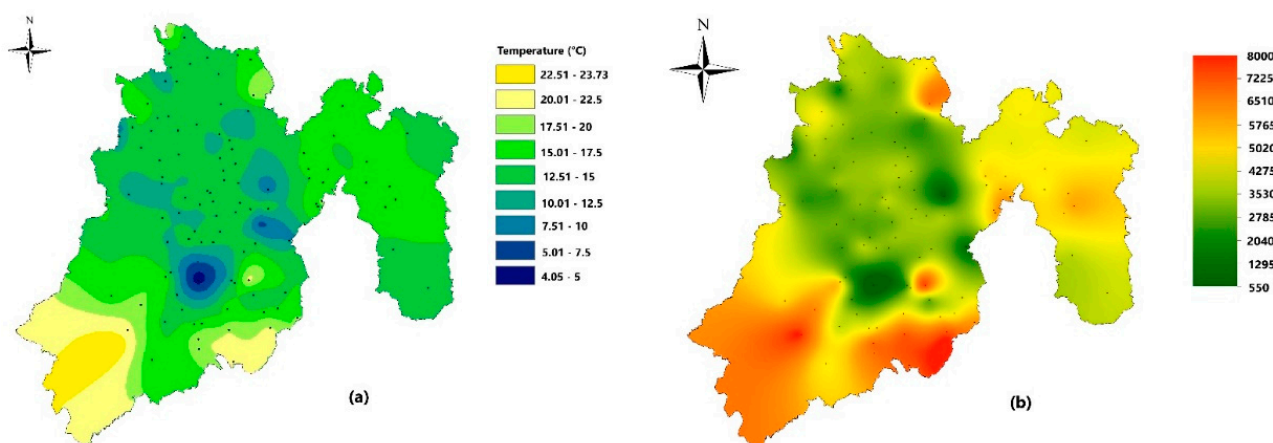 N
Temperature (°C)
22.51 - 23.73
20.01 - 22.5
17.51 - 20
15.01 - 17.5
12.51 - 15
10.01 - 12.5
7.51 - 10
5.01 - 7.5
4.05 - 5
(a)
N
8000
7225
6510
5765
5020
4275
3530
2785
2040
1295
550
(b)